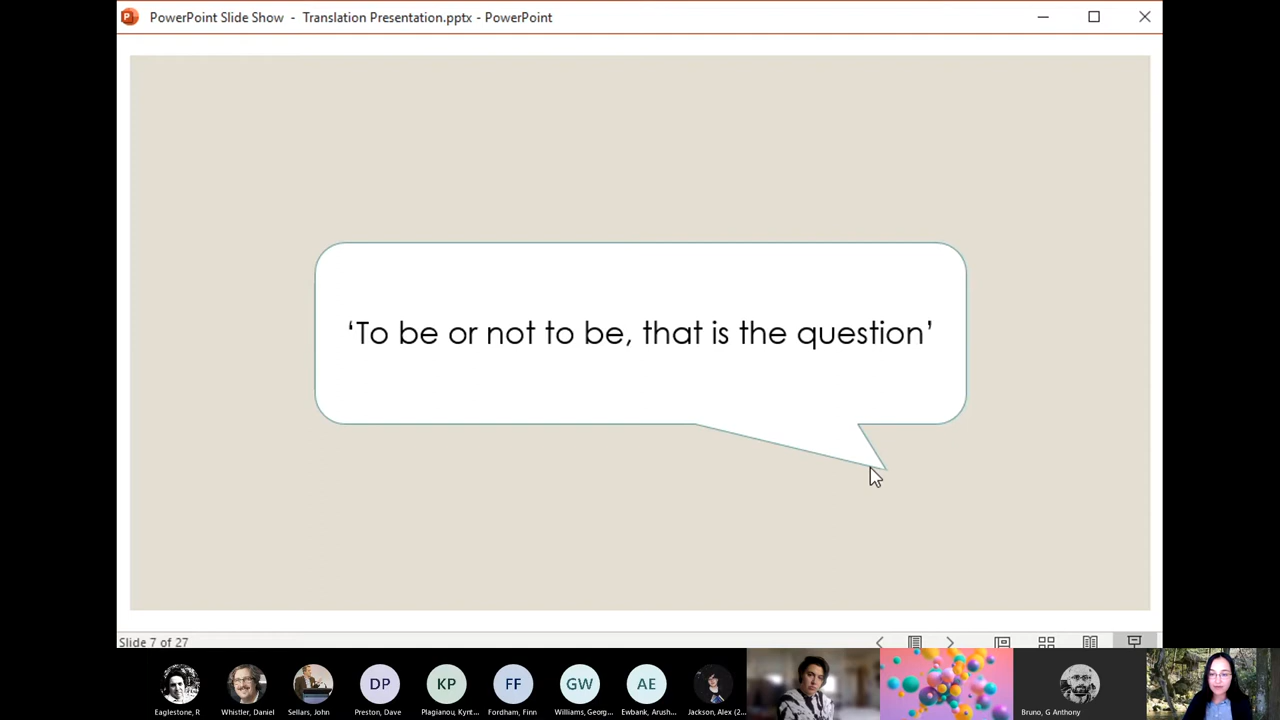 PowerPoint Slide Show - Translation Presentation.pptx - PowerPoint
‘To be or not to be, that is the question’
Slide 7 of 27
DP
KP
FF
GW
AE
Eaglestone, R
Whistler, Daniel
Sellars, John
Preston, Dave
Plagianou, Kynt...
Fordham, Finn
Williams, Georg...
Ewbank, Arush...
Jackson, Alex (2...
Bruno, G Anthony